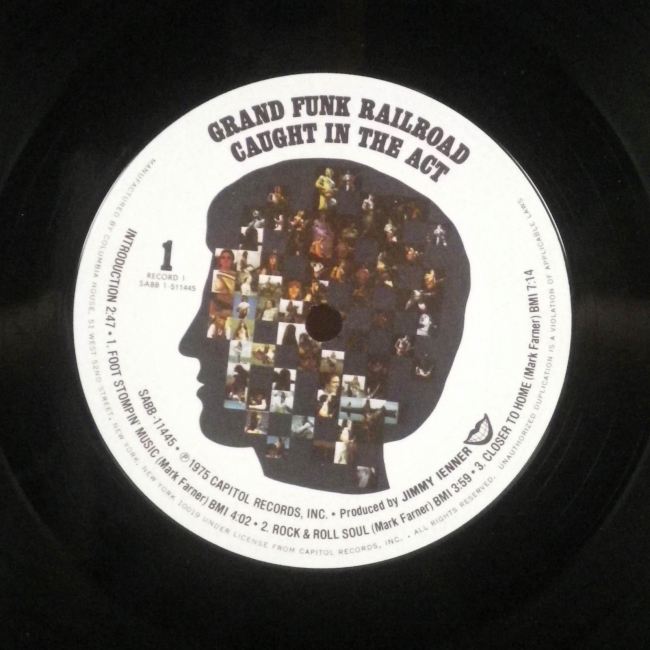 GRAND FUNK RAILROAD
CAUGHT IN THE ACT
1
RECORD 1
SABB 1-511445
INTRODUCTION 2:47 • 1. FOOT STOMPIN' MUSIC (Mark Farner) BMI 4:02 • 2. ROCK & ROLL SOUL (Mark Farner) BMI 3:59 • 3. CLOSER TO HOME (Mark Farner) BMI 7:14
SABB-11445 • ℗1975 CAPITOL RECORDS, INC. • Produced by JIMMY IENNER
MANUFACTURED BY COLUMBIA HOUSE, 51 WEST 52ND STREET, NEW YORK, NEW YORK 10019 UNDER LICENSE FROM CAPITOL RECORDS, INC. . ALL RIGHTS RESERVED. UNAUTHORIZED DUPLICATION IS A VIOLATION OF APPLICABLE LAWS